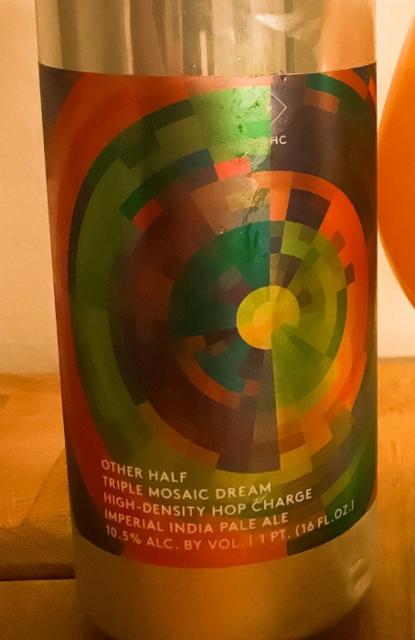 HC
OTHER HALF
TRIPLE MOSAIC DREAM
HIGH-DENSITY HOP CHARGE
IMPERIAL INDIA PALE ALE
10.5% ALC. BY VOL. | 1 PT. (16 FL.OZ.)